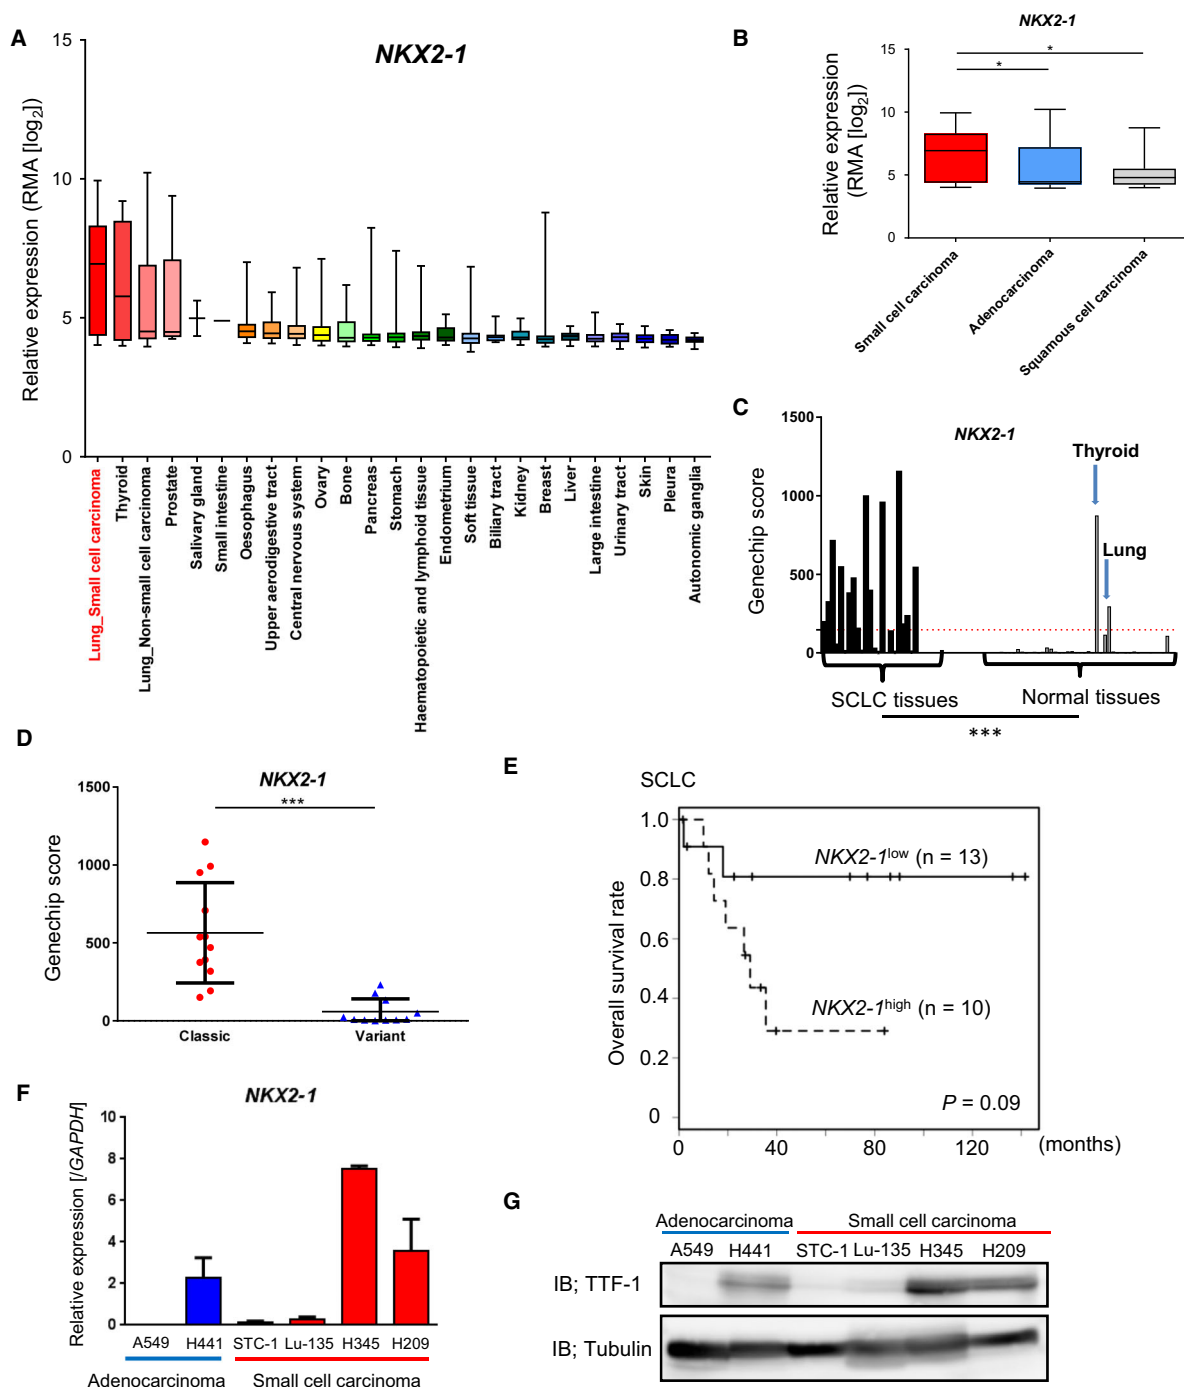 A
NKX2-1
Relative expression (RMA [log2])
15
10
5
0
Lung_Small cell carcinoma
Thyroid
Lung_Non-small cell carcinoma
Prostate
Salivary gland
Small intestine
Oesophagus
Upper aerodigestive tract
Central nervous system
Ovary
Bone
Pancreas
Stomach
Haematopoietic and lymphoid tissue
Endometrium
Soft tissue
Biliary tract
Kidney
Breast
Liver
Large intestine
Urinary tract
Skin
Pleura
Autonomic ganglia
B
NKX2-1
Relative expression
(RMA [log2])
15
10
5
0
*
*
Small cell carcinoma
Adenocarcinoma
Squamous cell carcinoma
C
NKX2-1
Genechip score
1500
1000
500
0
Thyroid
Lung
SCLC tissues
Normal tissues
***
D
NKX2-1
***
Genechip score
1500
1000
500
0
Classic
Variant
E
SCLC
Overall survival rate
1.0
0.8
0.6
0.4
0.2
0
NKX2-1low (n = 13)
NKX2-1high (n = 10)
P = 0.09
0
40
80
120
(months)
F
NKX2-1
Relative expression [/GAPDH]
10
8
6
4
2
0
A549
H441
STC-1
Lu-135
H345
H209
Adenocarcinoma
Small cell carcinoma
G
Adenocarcinoma
Small cell carcinoma
A549
H441
STC-1
Lu-135
H345
H209
IB; TTF-1
IB; Tubulin